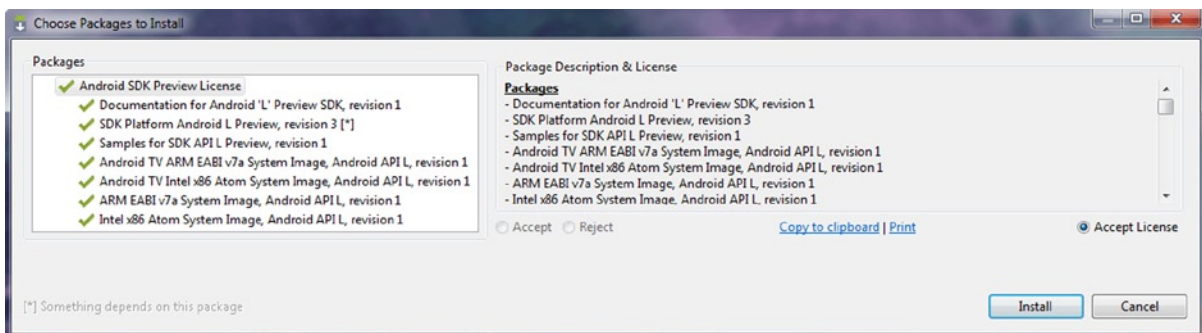 Choose Packages to Install
Packages
Android SDK Preview License
Documentation for Android 'L' Preview SDK, revision 1
SDK Platform Android L Preview, revision 3 [*]
Samples for SDK API L Preview, revision 1
Android TV ARM EABI v7a System Image, Android API L, revision 1
Android TV Intel x86 Atom System Image, Android API L, revision 1
ARM EABI v7a System Image, Android API L, revision 1
Intel x86 Atom System Image, Android API L, revision 1
Package Description & License
Packages
- Documentation for Android 'L' Preview SDK, revision 1
- SDK Platform Android L Preview, revision 3
- Samples for SDK API L Preview, revision 1
- Android TV ARM EABI v7a System Image, Android API L, revision 1
- Android TV Intel x86 Atom System Image, Android API L, revision 1
- ARM EABI v7a System Image, Android API L, revision 1
- Intel x86 Atom System Image, Android API L, revision 1
Accept Reject Copy to clipboard | Print Accept License
[*] Something depends on this package
Install Cancel